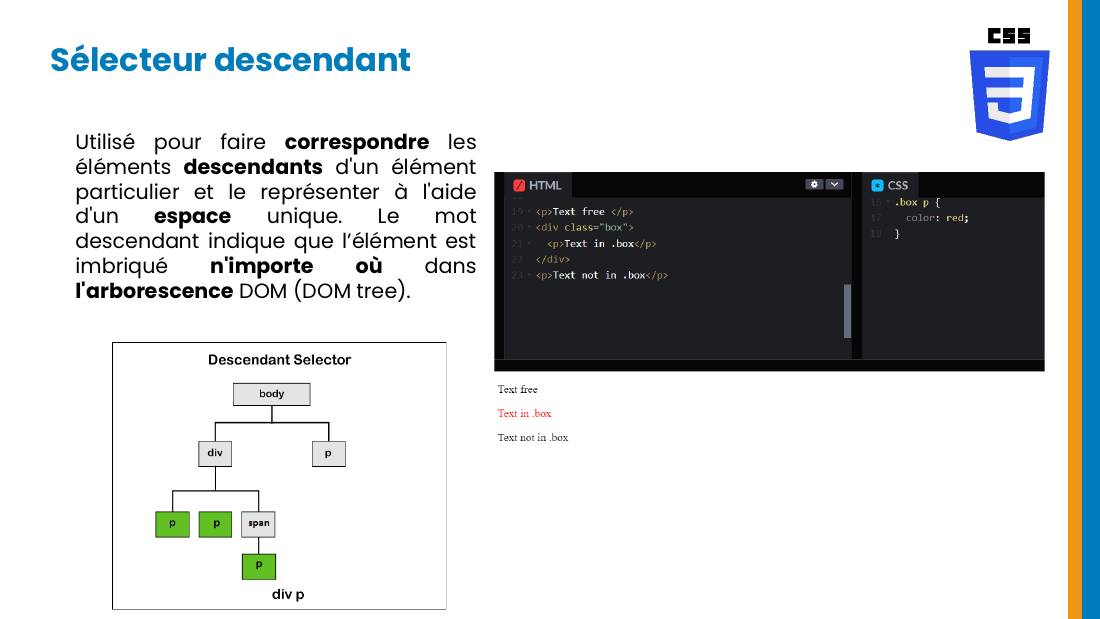 Sélecteur descendant
CSS
Utilisé pour faire correspondre les
éléments descendants d'un élément
particulier et le représenter à l'aide
d'un espace unique. Le mot
descendant indique que l’élément est
imbriqué n'importe où dans
l'arborescence DOM (DOM tree).
HTML
19 <p>Text free </p>
20 <div class="box">
21 <p>Text in .box</p>
22 </div>
23 <p>Text not in .box</p>
CSS
16 .box p {
17 color: red;
18 }
Text free
Text in .box
Text not in .box
Descendant Selector
body
div p
p p span
p
div p